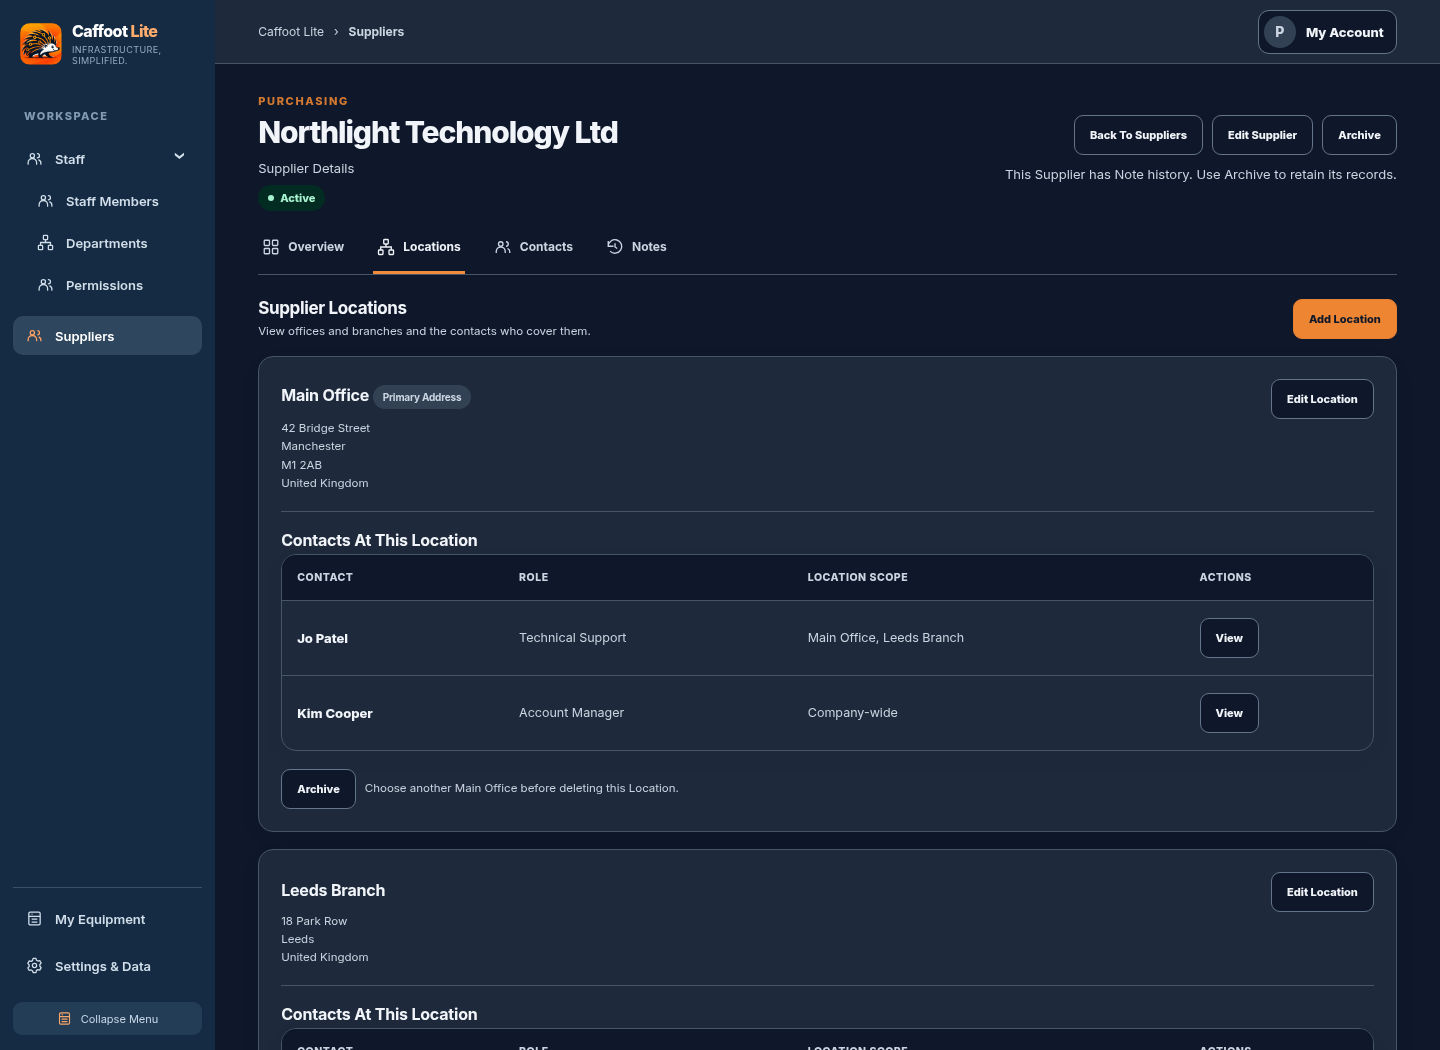 Caffoot Lite
INFRASTRUCTURE,
SIMPLIFIED.
WORKSPACE
Staff
Staff Members
Departments
Permissions
Suppliers
My Equipment
Settings & Data
Collapse Menu
Caffoot Lite › Suppliers
P My Account
PURCHASING
Northlight Technology Ltd
Supplier Details
Active
Back To Suppliers Edit Supplier Archive
This Supplier has Note history. Use Archive to retain its records.
Overview Locations Contacts Notes
Supplier Locations
View offices and branches and the contacts who cover them.
Add Location
Main Office Primary Address
Edit Location
42 Bridge Street
Manchester
M1 2AB
United Kingdom
Contacts At This Location
CONTACT ROLE LOCATION SCOPE ACTIONS
Jo Patel Technical Support Main Office, Leeds Branch View
Kim Cooper Account Manager Company-wide View
Archive Choose another Main Office before deleting this Location.
Leeds Branch
Edit Location
18 Park Row
Leeds
United Kingdom
Contacts At This Location
CONTACT ROLE LOCATION SCOPE ACTIONS